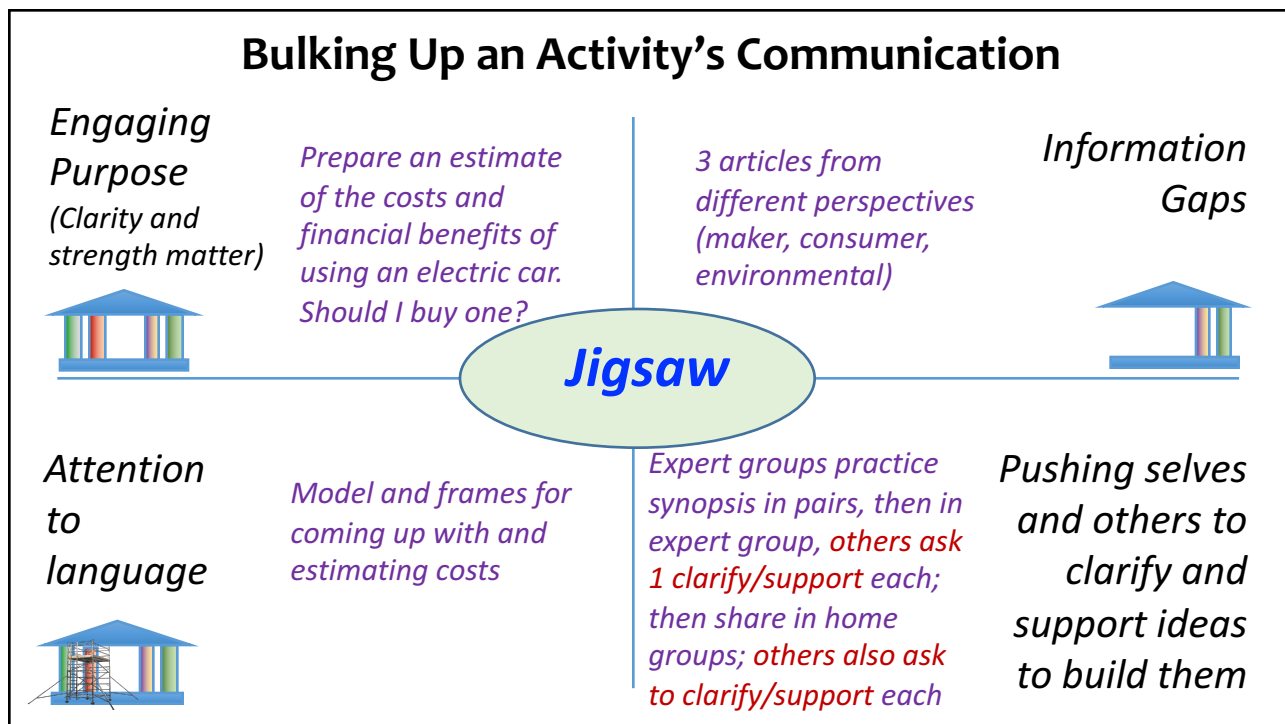 Bulking Up an Activity's Communication
Engaging
Purpose
(Clarity and
strength matter)
Prepare an estimate
of the costs and
financial benefits of
using an electric car.
Should I buy one?
3 articles from
different perspectives
(maker, consumer,
environmental)
Information
Gaps
Jigsaw
Attention
to
language
Model and frames for
coming up with and
estimating costs
Expert groups practice
synopsis in pairs, then in
expert group, others ask
1 clarify/support each;
then share in home
groups; others also ask
to clarify/support each
Pushing selves
and others to
clarify and
support ideas
to build them